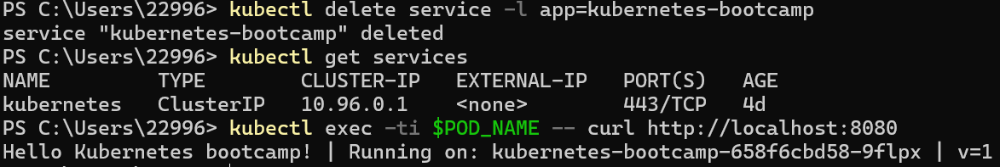 PS C:\Users\22996> kubectl delete service -l app=kubernetes-bootcamp
service "kubernetes-bootcamp" deleted
PS C:\Users\22996> kubectl get services
NAME         TYPE        CLUSTER-IP   EXTERNAL-IP   PORT(S)   AGE
kubernetes   ClusterIP   10.96.0.1    <none>        443/TCP   4d
PS C:\Users\22996> kubectl exec -ti $POD_NAME -- curl http://localhost:8080
Hello Kubernetes bootcamp! | Running on: kubernetes-bootcamp-658f6cbd58-9flpx | v=1